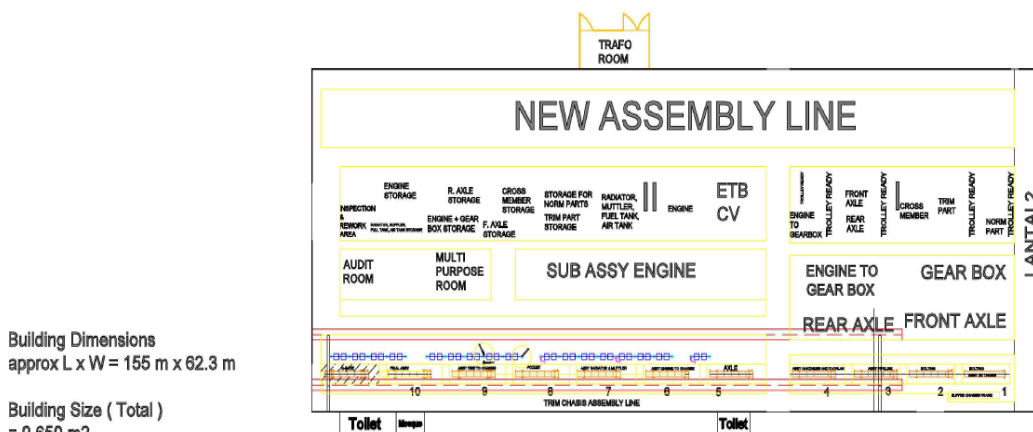 TRAFO
ROOM
NEW ASSEMBLY LINE
ENGINE
STORAGE
R. AXLE
STORAGE
CROSS
MEMBER
STORAGE
STORAGE FOR
NORM PARTS
TRIM PART
STORAGE
RADIATOR,
MUTTLER,
FUEL TANK,
AIR TANK
ENGINE
ETB
CV
INSPECTION
&
REWORK
AREA
ENGINE + GEAR
BOX STORAGE
F. AXLE
STORAGE
TROLLEY READY
ENGINE
TO
GEARBOX
TROLLEY READY
FRONT
AXLE
REAR
AXLE
TROLLEY READY
CROSS
MEMBER
TRIM
PART
TROLLEY READY
NORM
PART
TROLLEY READY
LANTAI 2
AUDIT
ROOM
MULTI
PURPOSE
ROOM
SUB ASSY ENGINE
ENGINE TO
GEAR BOX
GEAR BOX
REAR AXLE
FRONT AXLE
Building Dimensions
approx L x W = 155 m x 62.3 m
AXLE
10 9 8 7 6 5 4 3 2 1
TRIM CHASIS ASSEMBLY LINE
Building Size ( Total )
Toilet
Mosque
Toilet